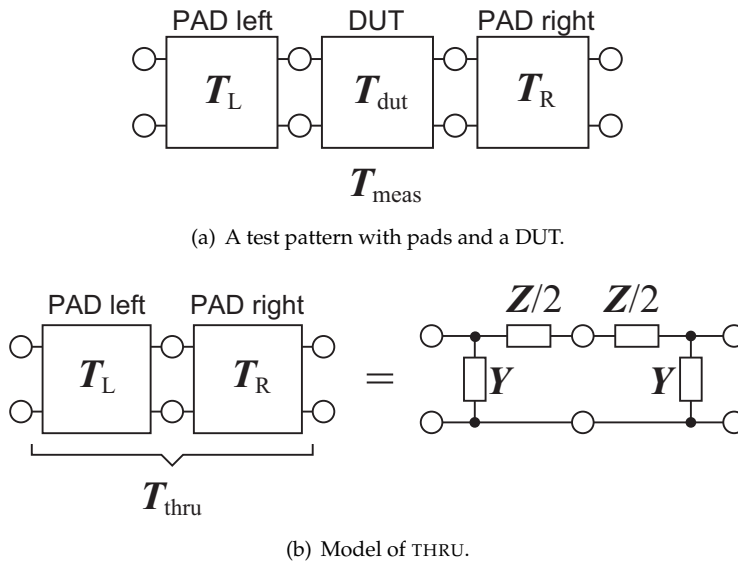 PAD left DUT PAD right
T_L T_dut T_R
T_meas
(a) A test pattern with pads and a DUT.
PAD left PAD right Z/2 Z/2
T_L T_R = Y Y
T_thru
(b) Model of THRU.